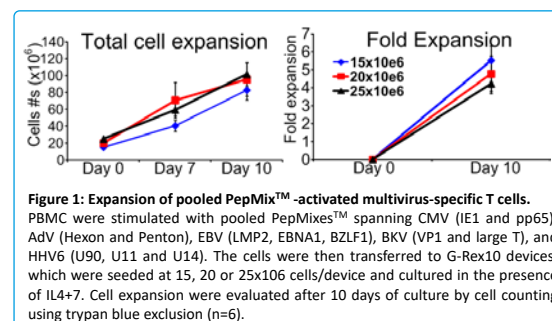 Total cell expansion
Fold Expansion
Cells #s (x10⁶)
140
120
100
80
60
40
20
0
Day 0
Day 7
Day 10
Fold expansion
7
6
5
4
3
2
1
0
15x10e6
20x10e6
25x10e6
Day 0
Day 10
Figure 1: Expansion of pooled PepMix™ -activated multivirus-specific T cells.
PBMC were stimulated with pooled PepMixes™ spanning CMV (IE1 and pp65)
AdV (Hexon and Penton), EBV (LMP2, EBNA1, BZLF1), BKV (VP1 and large T), and
HHV6 (U90, U11 and U14). The cells were then transferred to G-Rex10 devices
which were seeded at 15, 20 or 25x106 cells/device and cultured in the presence
of IL4+7. Cell expansion were evaluated after 10 days of culture by cell counting
using trypan blue exclusion (n=6).